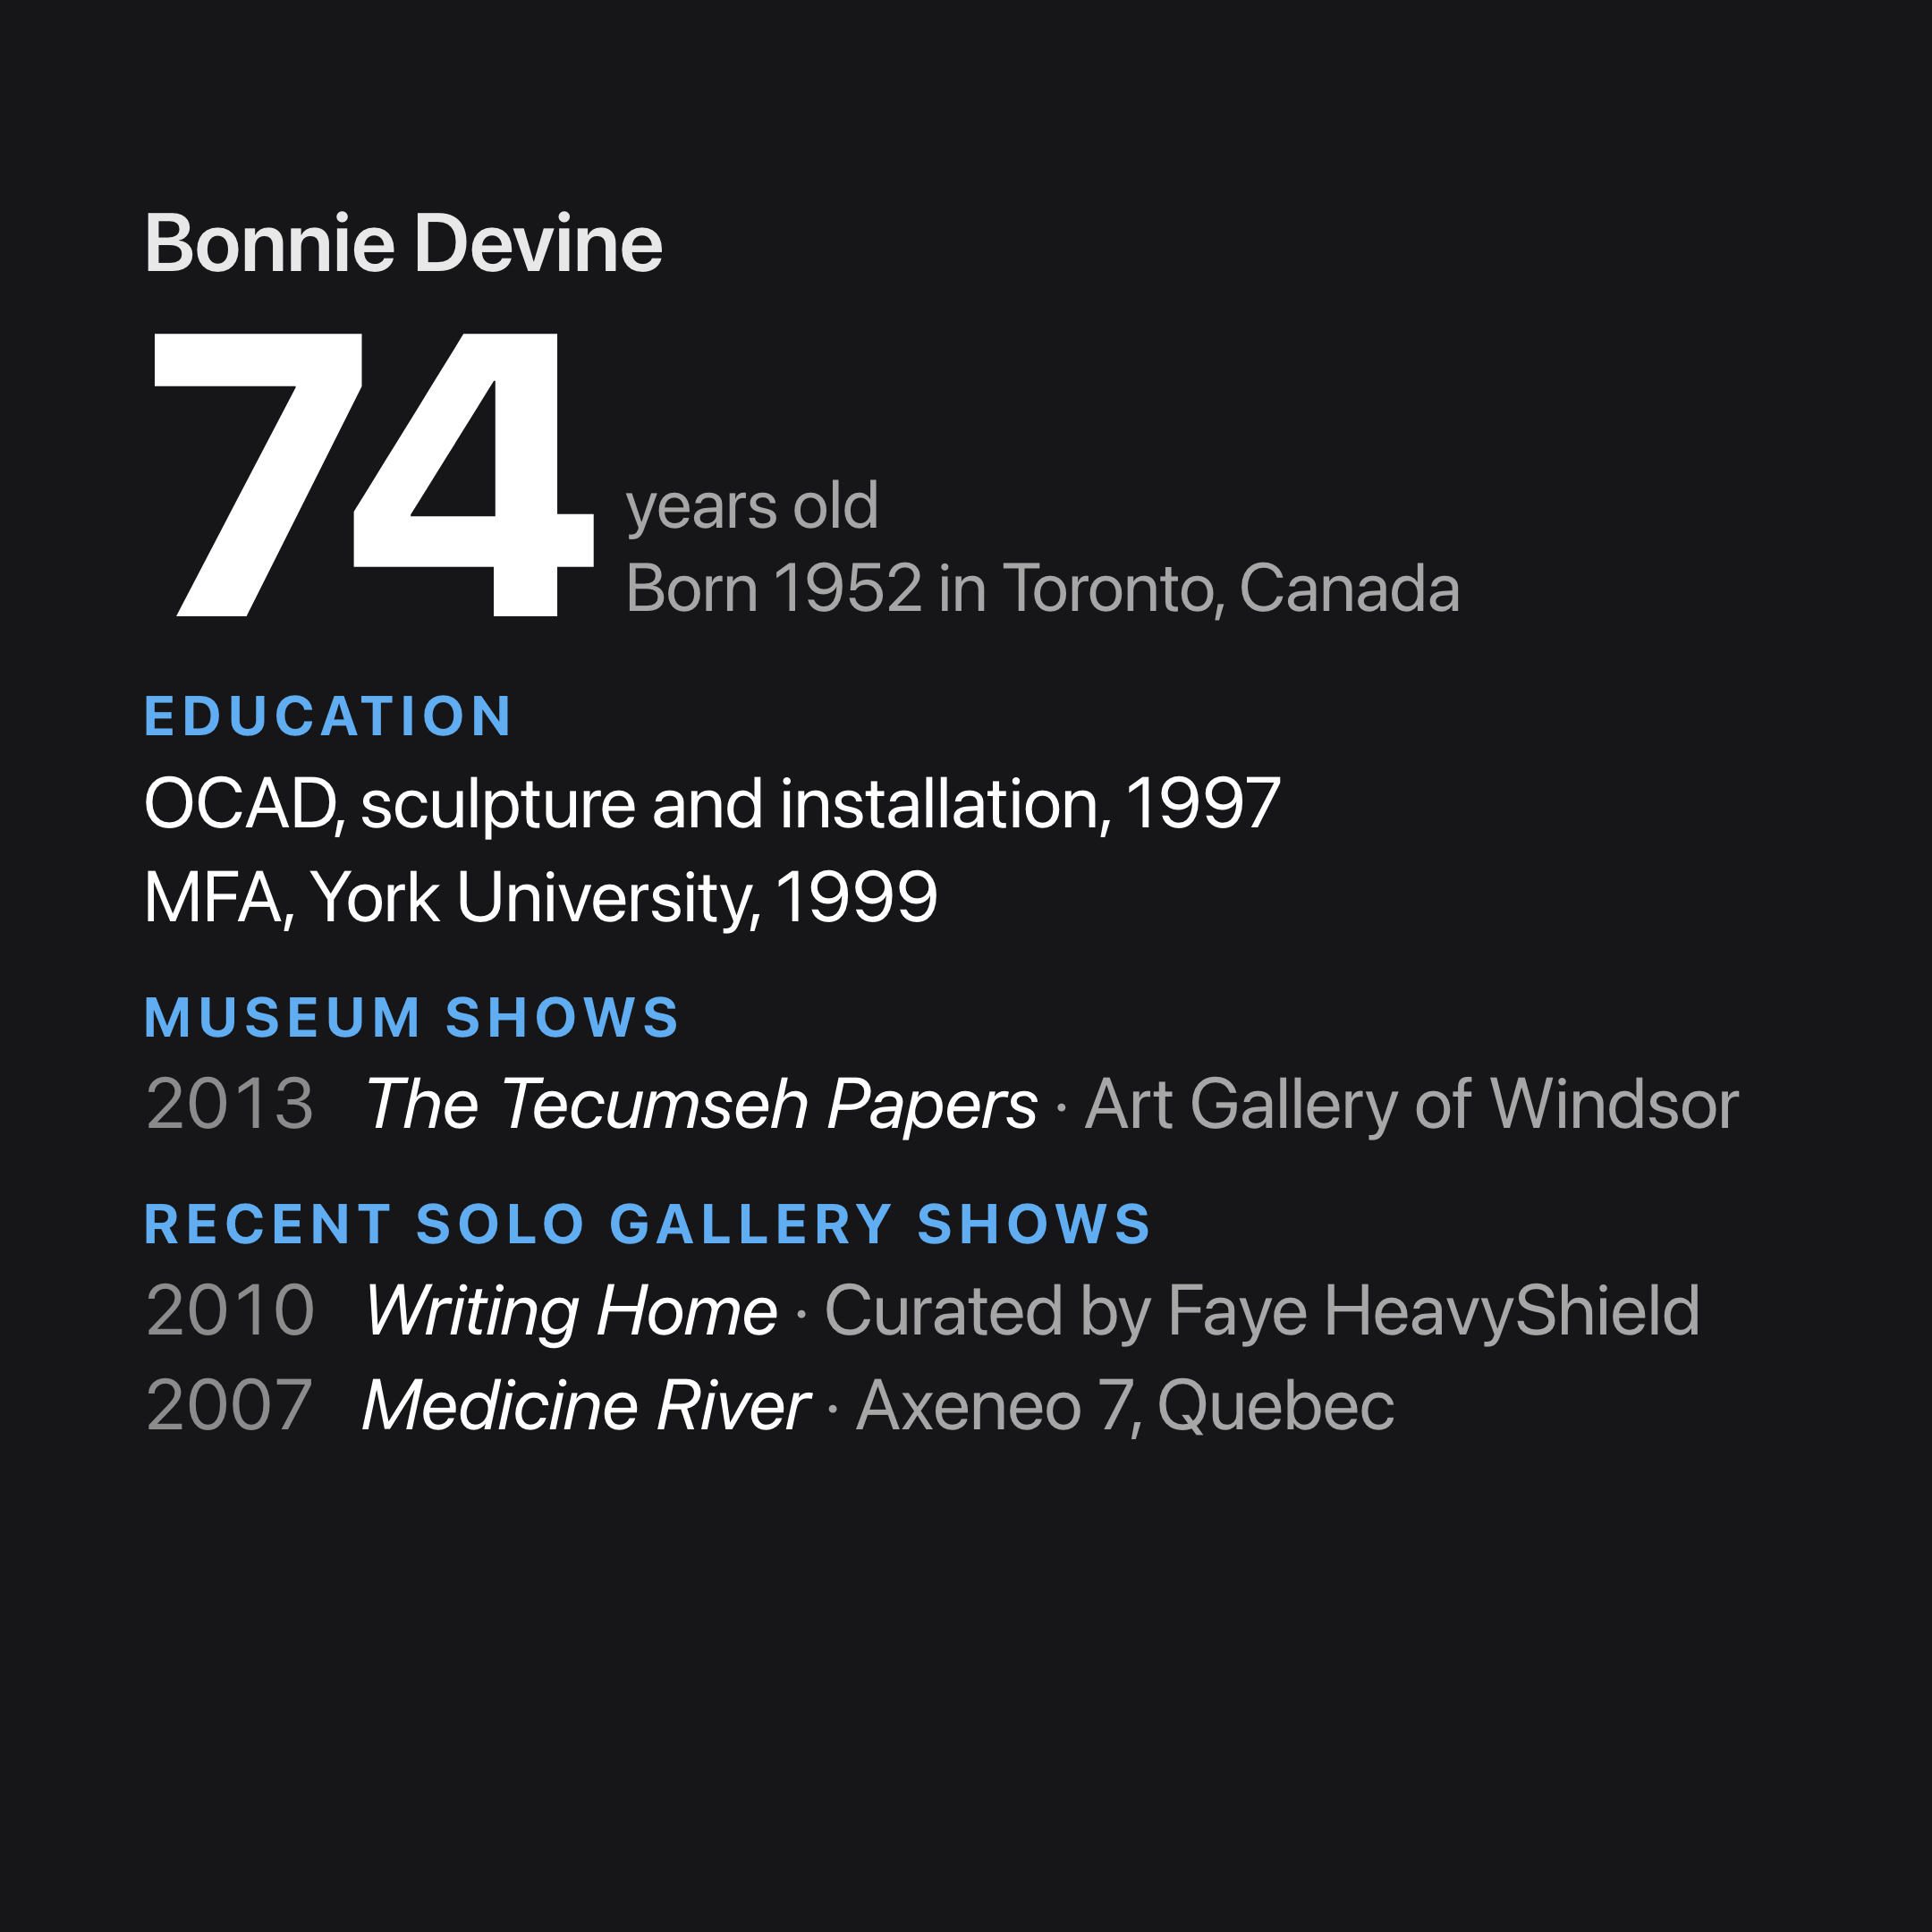 Bonnie Devine
74 years old
Born 1952 in Toronto, Canada
EDUCATION
OCAD, sculpture and installation, 1997
MFA, York University, 1999
MUSEUM SHOWS
2013 The Tecumseh Papers · Art Gallery of Windsor
RECENT SOLO GALLERY SHOWS
2010 Writing Home · Curated by Faye HeavyShield
2007 Medicine River · Axeneo 7, Quebec